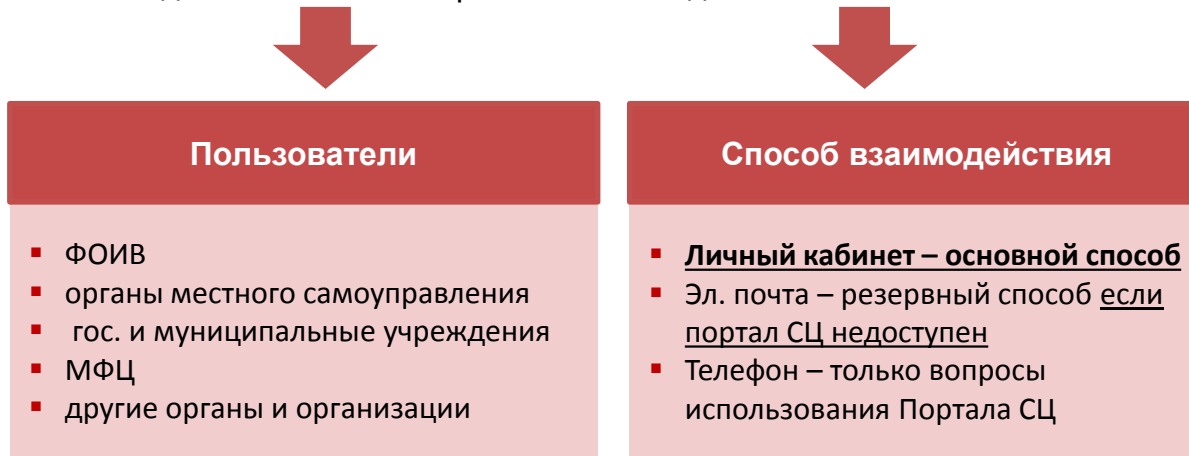 Пользователи
ФОИВ
органы местного самоуправления
гос. и муниципальные учреждения
МФЦ
другие органы и организации
Способ взаимодействия
Личный кабинет – основной способ
Эл. почта – резервный способ если
портал СЦ недоступен
Телефон – только вопросы
использования Портала СЦ